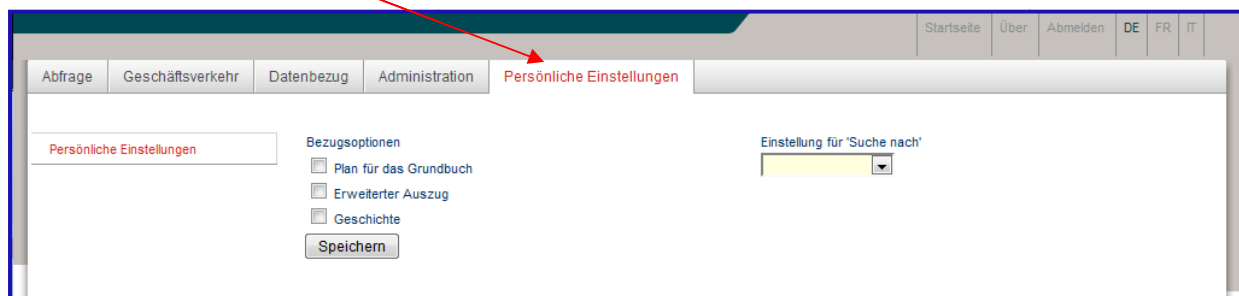 Startseite Über Abmelden DE FR IT
Abfrage Geschäftsverkehr Datenbezug Administration Persönliche Einstellungen
Persönliche Einstellungen
Bezugsoptionen
Plan für das Grundbuch
Erweiterter Auszug
Geschichte
Speichern
Einstellung für 'Suche nach'